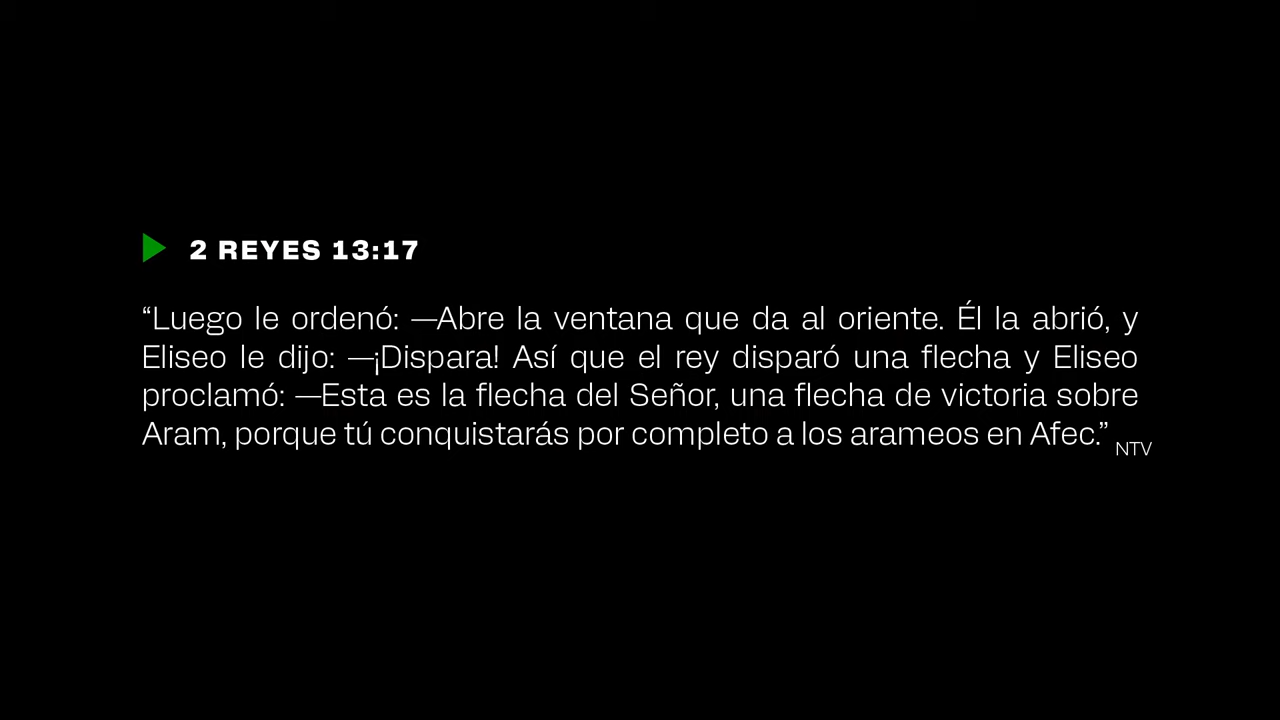 2 REYES 13:17
“Luego le ordenó: —Abre la ventana que da al oriente. Él la abrió, y
Eliseo le dijo: —¡Dispara! Así que el rey disparó una flecha y Eliseo
proclamó: —Esta es la flecha del Señor, una flecha de victoria sobre
Aram, porque tú conquistarás por completo a los arameos en Afec.” NTV